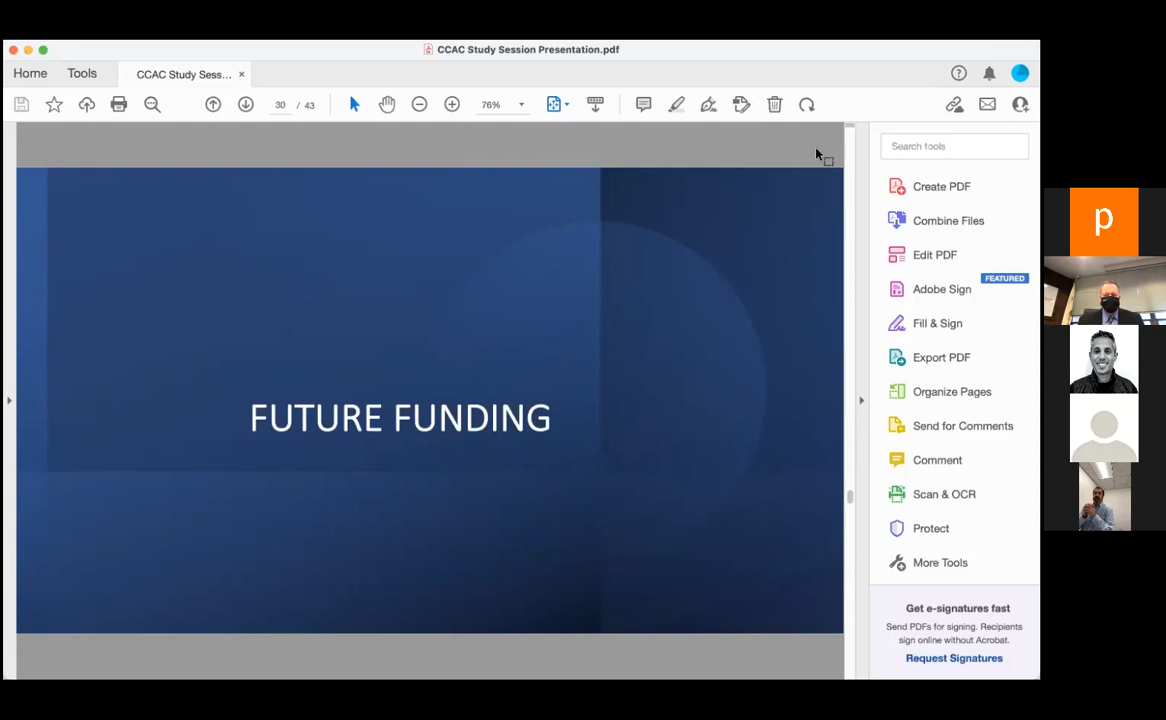 CCAC Study Session Presentation.pdf
Home
Tools
CCAC Study Sess...
30 / 43
76%
Search tools
Create PDF
Combine Files
Edit PDF
FEATURED
Adobe Sign
Fill & Sign
Export PDF
Organize Pages
Send for Comments
Comment
Scan & OCR
Protect
More Tools
Get e-signatures fast
Send PDFs for signing. Recipients
sign online without Acrobat.
Request Signatures
FUTURE FUNDING
p